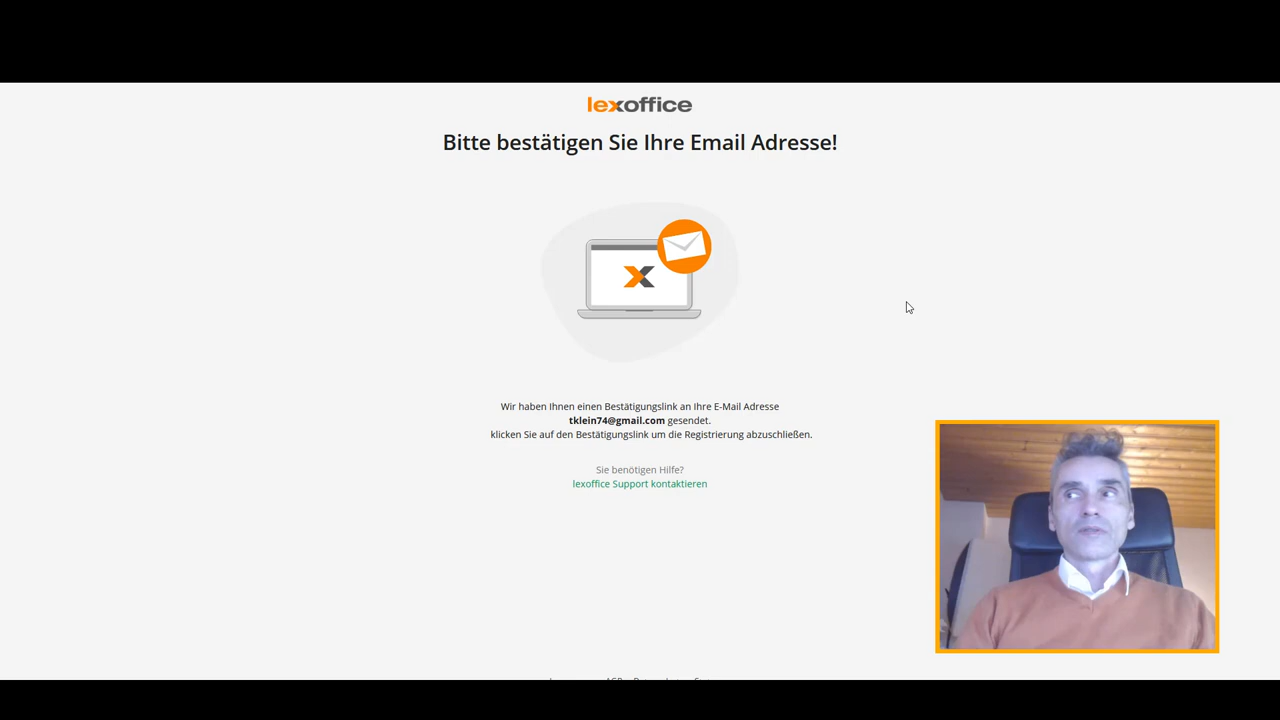 lexoffice
Bitte bestätigen Sie Ihre Email Adresse!
Wir haben Ihnen einen Bestätigungslink an Ihre E-Mail Adresse
tklein74@gmail.com gesendet.
klicken Sie auf den Bestätigungslink um die Registrierung abzuschließen.
Sie benötigen Hilfe?
lexoffice Support kontaktieren